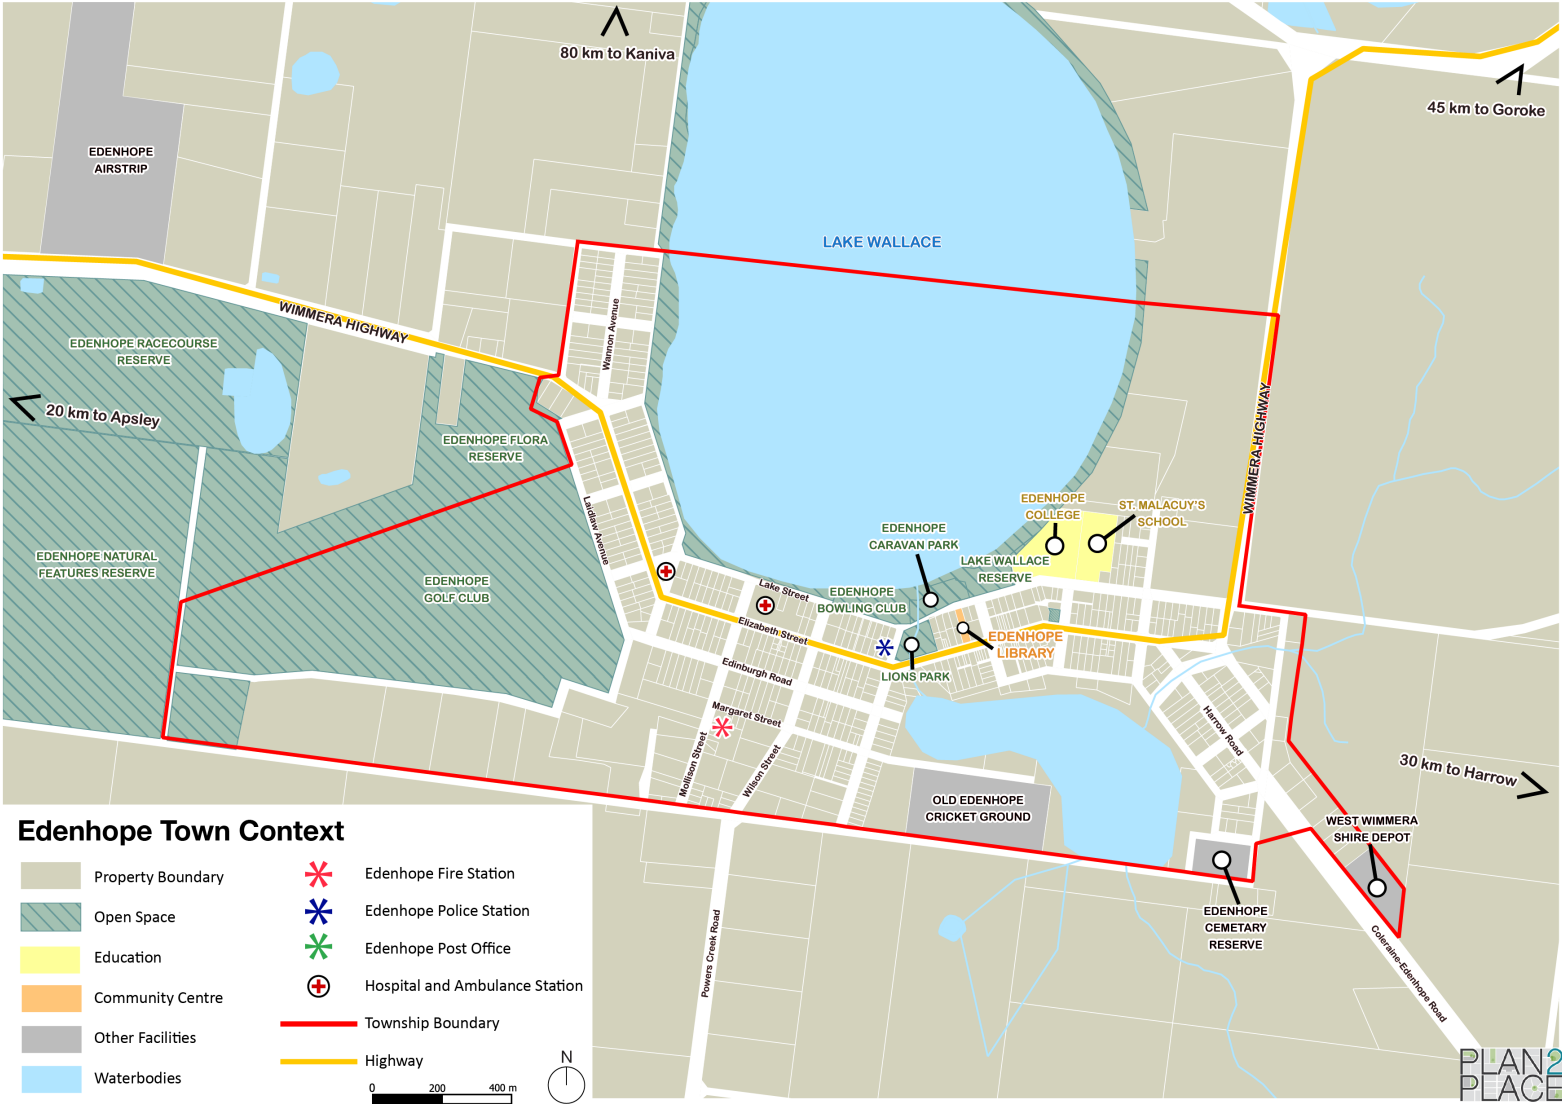 80 km to Kaniva
45 km to Goroke
EDENHOPE
AIRSTRIP
LAKE WALLACE
WIMMERA HIGHWAY
Wannon Avenue
EDENHOPE RACECOURSE
RESERVE
20 km to Apsley
EDENHOPE FLORA
RESERVE
WIMMERA HIGHWAY
EDENHOPE
COLLEGE
ST. MALACUY'S
SCHOOL
Laidlaw Avenue
EDENHOPE
CARAVAN PARK
EDENHOPE NATURAL
FEATURES RESERVE
LAKE WALLACE
RESERVE
EDENHOPE
GOLF CLUB
Lake Street
EDENHOPE
BOWLING CLUB
Elizabeth Street
EDENHOPE
LIBRARY
Edinburgh Road
LIONS PARK
Margaret Street
Harrow Road
Mollison Street
Wilson Street
30 km to Harrow
OLD EDENHOPE
CRICKET GROUND
WEST WIMMERA
SHIRE DEPOT
EDENHOPE
CEMETARY
RESERVE
Powers Creek Road
Coleraine-Edenhope Road
Edenhope Town Context
Property Boundary
Open Space
Education
Community Centre
Other Facilities
Waterbodies
Edenhope Fire Station
Edenhope Police Station
Edenhope Post Office
Hospital and Ambulance Station
Township Boundary
Highway
0 200 400 m
N
PLAN2
PLACE